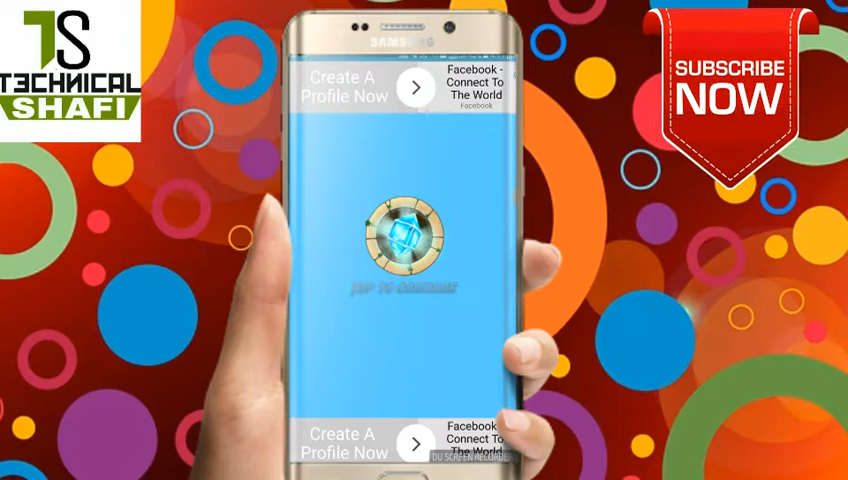 TS
TECHNICAL
SHAFI
SAMSUNG
Create A
Profile Now
Facebook -
Connect To
The World
Facebook
SUBSCRIBE
NOW
Create A
Profile Now
Facebook
Connect To
The World
DU SCREEN RECORDER